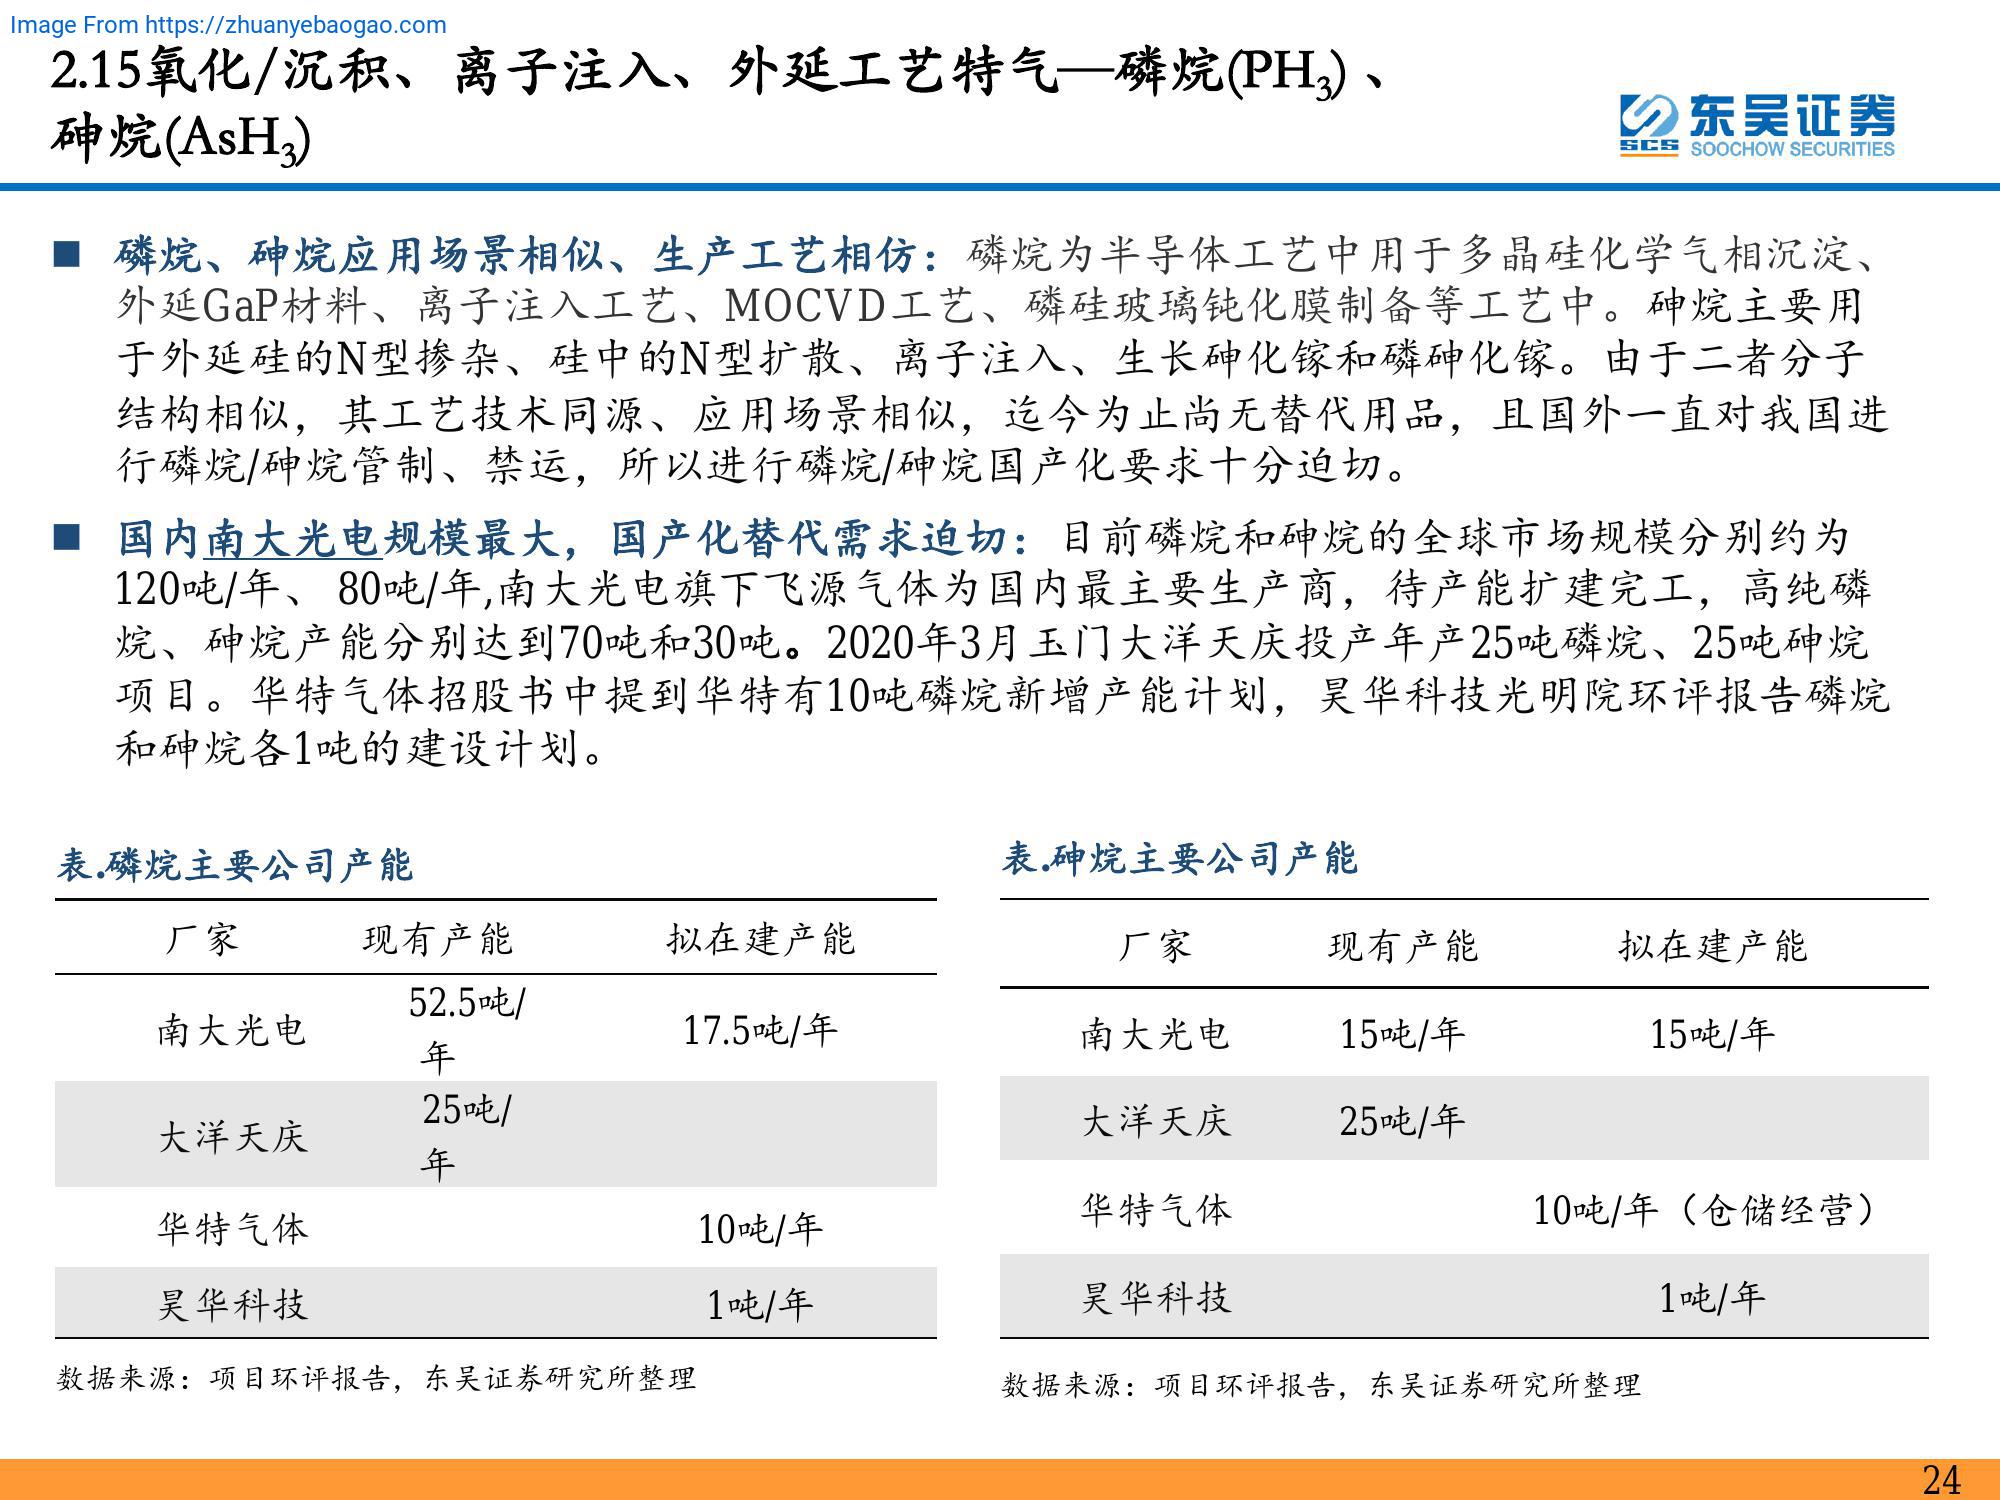 Image From https://zhuanyebaogao.com
2.15氧化/沉积、离子注入、外延工艺特气—磷烷(PH3) 、
砷烷(AsH3)
东吴证券
SCS SOOCHOW SECURITIES
■ 磷烷、砷烷应用场景相似、生产工艺相仿：磷烷为半导体工艺中用于多晶硅化学气相沉淀、
外延GaP材料、离子注入工艺、MOCVD工艺、磷硅玻璃钝化膜制备等工艺中。砷烷主要用
于外延硅的N型掺杂、硅中的N型扩散、离子注入、生长砷化镓和磷砷化镓。由于二者分子
结构相似，其工艺技术同源、应用场景相似，迄今为止尚无替代用品，且国外一直对我国进
行磷烷/砷烷管制、禁运，所以进行磷烷/砷烷国产化要求十分迫切。
■ 国内南大光电规模最大，国产化替代需求迫切：目前磷烷和砷烷的全球市场规模分别约为
120吨/年、 80吨/年,南大光电旗下飞源气体为国内最主要生产商，待产能扩建完工，高纯磷
烷、砷烷产能分别达到70吨和30吨。2020年3月玉门大洋天庆投产年产25吨磷烷、25吨砷烷
项目。华特气体招股书中提到华特有10吨磷烷新增产能计划，昊华科技光明院环评报告磷烷
和砷烷各1吨的建设计划。
表.磷烷主要公司产能
厂家 现有产能 拟在建产能
南大光电 52.5吨/年 17.5吨/年
大洋天庆 25吨/年
华特气体 10吨/年
昊华科技 1吨/年
数据来源：项目环评报告，东吴证券研究所整理
表.砷烷主要公司产能
厂家 现有产能 拟在建产能
南大光电 15吨/年 15吨/年
大洋天庆 25吨/年
华特气体 10吨/年（仓储经营）
昊华科技 1吨/年
数据来源：项目环评报告，东吴证券研究所整理
24